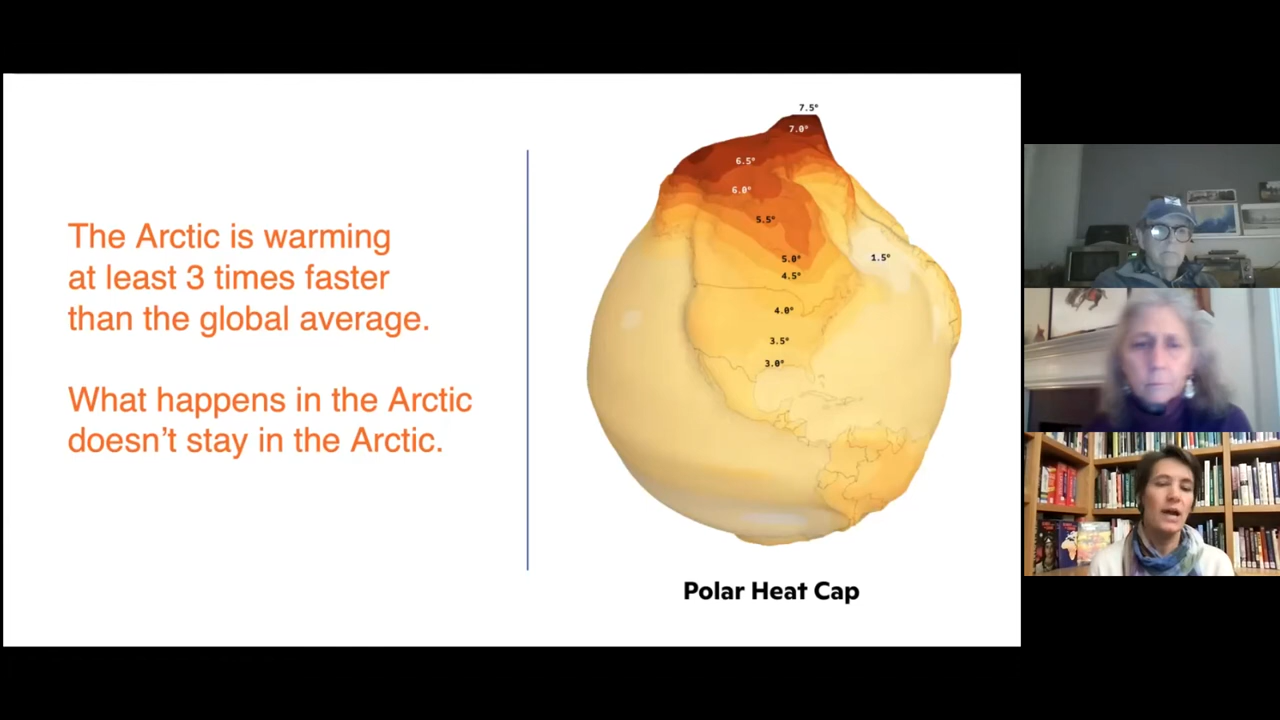 The Arctic is warming
at least 3 times faster
than the global average.
What happens in the Arctic
doesn't stay in the Arctic.
7.5°
7.0°
6.5°
6.0°
5.5°
5.0°
1.5°
4.5°
4.0°
3.5°
3.0°
Polar Heat Cap